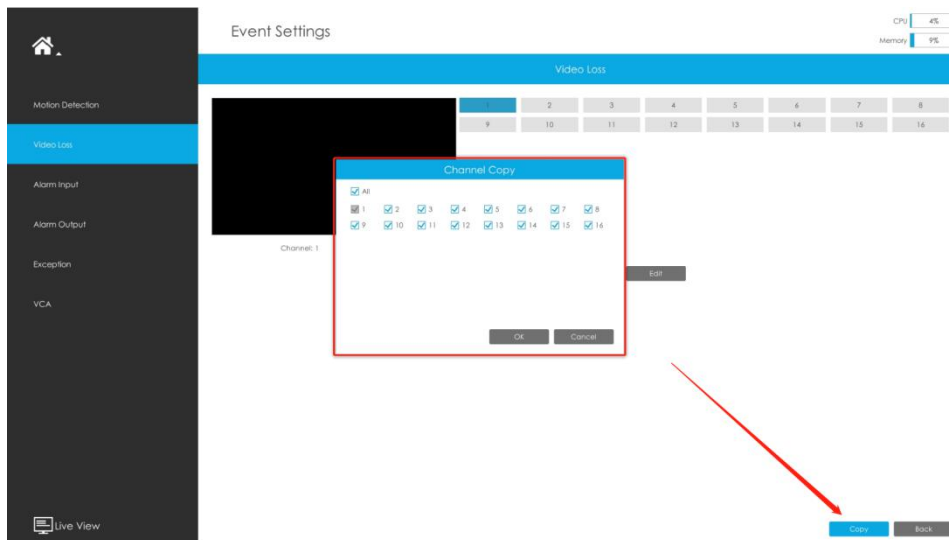 Event Settings
CPU 4%
Memory 9%
Video Loss
Motion Detection
Video Loss
Alarm Input
Alarm Output
Exception
VCA
Live View
1 2 3 4 5 6 7 8
9 10 11 12 13 14 15 16
Channel: 1
Channel Copy
All
1 2 3 4 5 6 7 8
9 10 11 12 13 14 15 16
OK Cancel
Edit
Copy Back